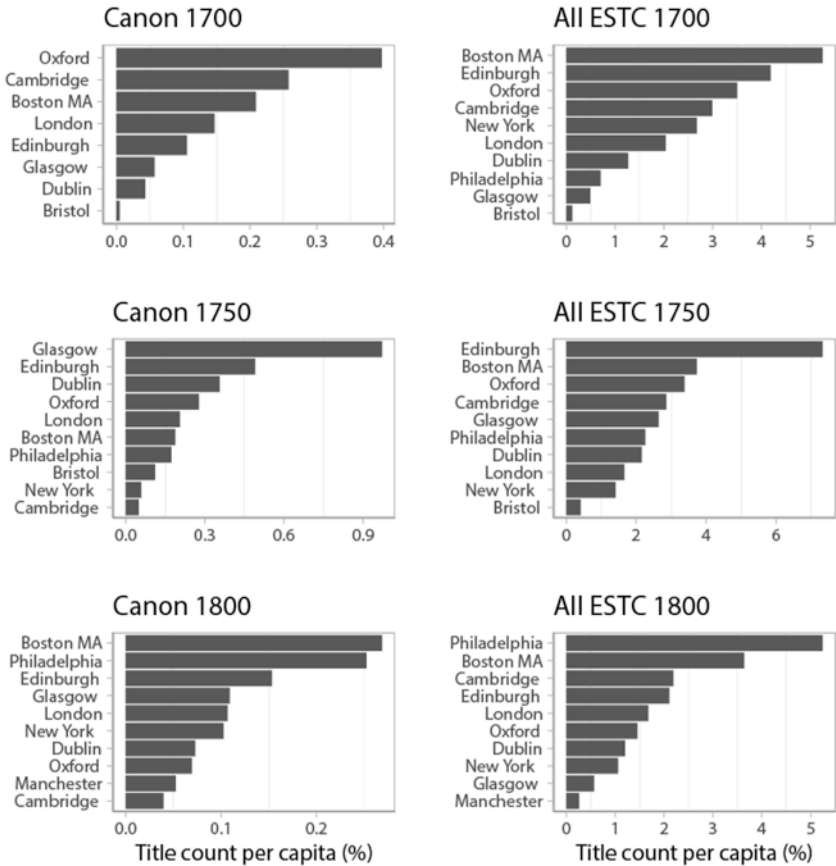 Canon 1700
Oxford
Cambridge
Boston MA
London
Edinburgh
Glasgow
Dublin
Bristol
0.0 0.1 0.2 0.3 0.4
All ESTC 1700
Boston MA
Edinburgh
Oxford
Cambridge
New York
London
Dublin
Philadelphia
Glasgow
Bristol
0 1 2 3 4 5
Canon 1750
Glasgow
Edinburgh
Dublin
Oxford
London
Boston MA
Philadelphia
Bristol
New York
Cambridge
0.0 0.3 0.6 0.9
All ESTC 1750
Edinburgh
Boston MA
Oxford
Cambridge
Glasgow
Philadelphia
Dublin
London
New York
Bristol
0 2 4 6
Canon 1800
Boston MA
Philadelphia
Edinburgh
Glasgow
London
New York
Dublin
Oxford
Manchester
Cambridge
0.0 0.1 0.2
Title count per capita (%)
All ESTC 1800
Philadelphia
Boston MA
Cambridge
Edinburgh
London
Oxford
Dublin
New York
Glasgow
Manchester
0 1 2 3 4 5
Title count per capita (%)